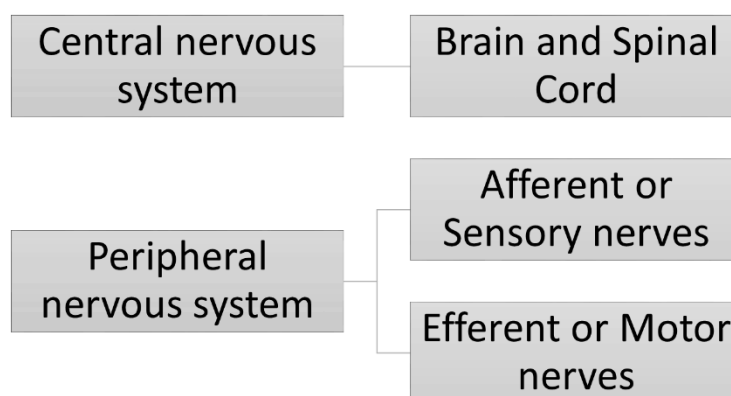 Central nervous
system
Brain and Spinal
Cord
Peripheral
nervous system
Afferent or
Sensory nerves
Efferent or Motor
nerves